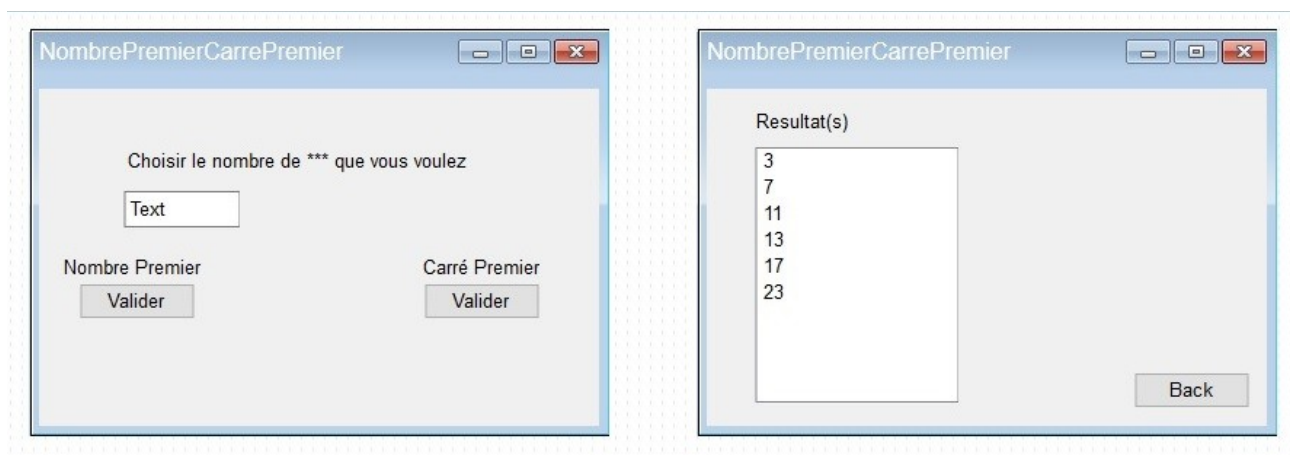 NombrePremierCarrePremier
Choisir le nombre de *** que vous voulez
Text
Nombre Premier
Carré Premier
Valider
Valider
NombrePremierCarrePremier
Resultat(s)
3
7
11
13
17
23
Back